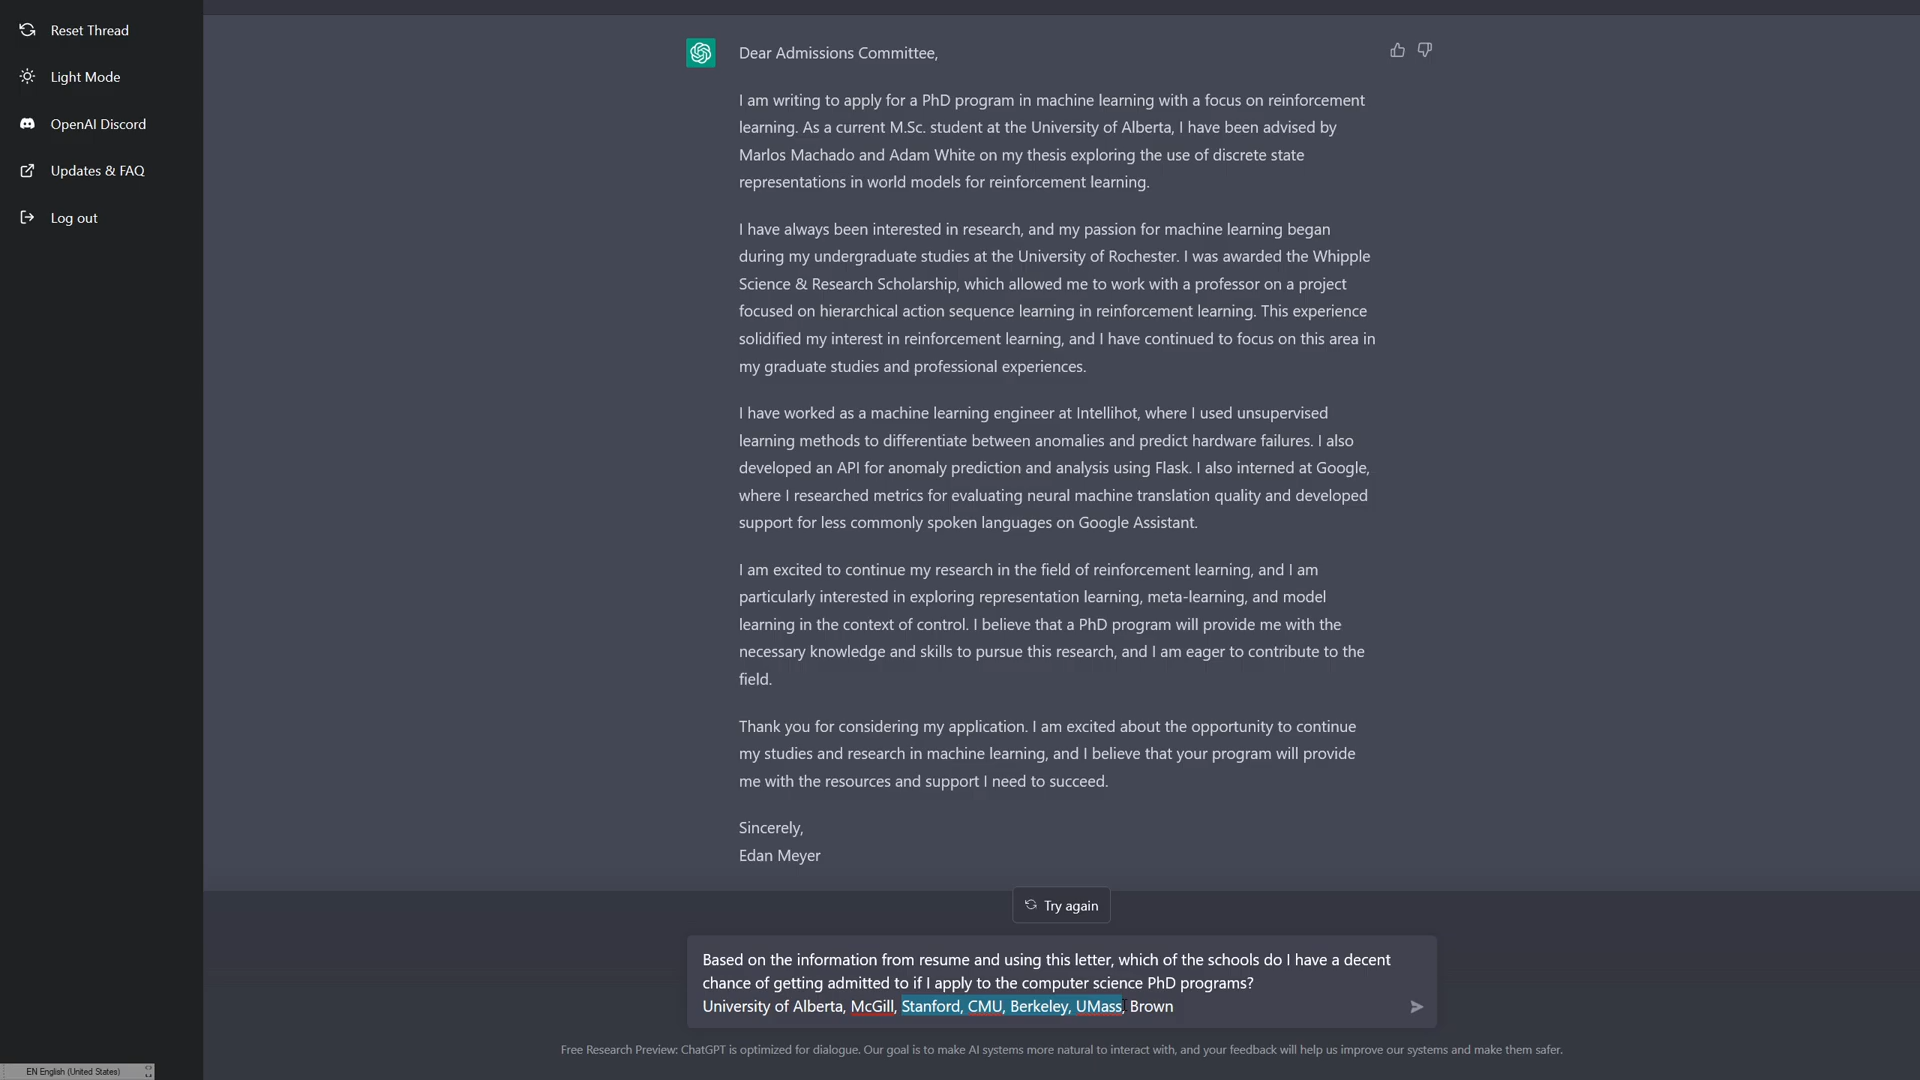 Reset Thread
Light Mode
OpenAI Discord
Updates & FAQ
Log out
Dear Admissions Committee,
I am writing to apply for a PhD program in machine learning with a focus on reinforcement
learning. As a current M.Sc. student at the University of Alberta, I have been advised by
Marlos Machado and Adam White on my thesis exploring the use of discrete state
representations in world models for reinforcement learning.
I have always been interested in research, and my passion for machine learning began
during my undergraduate studies at the University of Rochester. I was awarded the Whipple
Science & Research Scholarship, which allowed me to work with a professor on a project
focused on hierarchical action sequence learning in reinforcement learning. This experience
solidified my interest in reinforcement learning, and I have continued to focus on this area in
my graduate studies and professional experiences.
I have worked as a machine learning engineer at Intellihot, where I used unsupervised
learning methods to differentiate between anomalies and predict hardware failures. I also
developed an API for anomaly prediction and analysis using Flask. I also interned at Google,
where I researched metrics for evaluating neural machine translation quality and developed
support for less commonly spoken languages on Google Assistant.
I am excited to continue my research in the field of reinforcement learning, and I am
particularly interested in exploring representation learning, meta-learning, and model
learning in the context of control. I believe that a PhD program will provide me with the
necessary knowledge and skills to pursue this research, and I am eager to contribute to the
field.
Thank you for considering my application. I am excited about the opportunity to continue
my studies and research in machine learning, and I believe that your program will provide
me with the resources and support I need to succeed.
Sincerely,
Edan Meyer
Try again
Based on the information from resume and using this letter, which of the schools do I have a decent
chance of getting admitted to if I apply to the computer science PhD programs?
University of Alberta, McGill, Stanford, CMU, Berkeley, UMass, Brown
Free Research Preview: ChatGPT is optimized for dialogue. Our goal is to make AI systems more natural to interact with, and your feedback will help us improve our systems and make them safer.
EN English (United States)